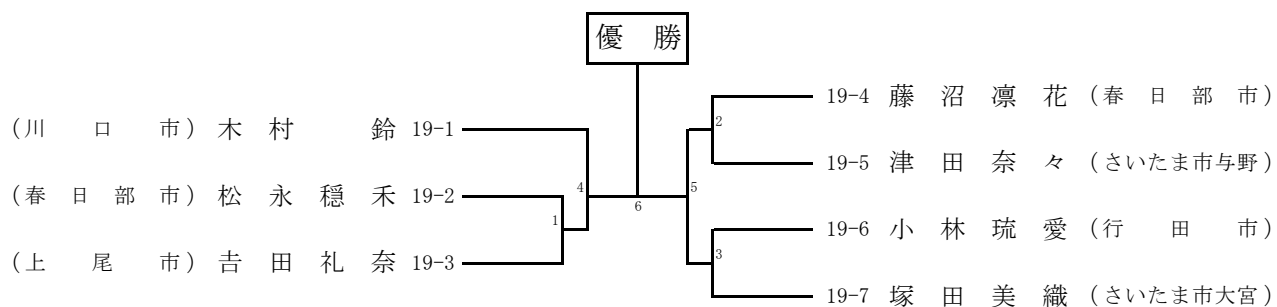 優 勝
(川 口 市) 木 村 鈴 19-1
(春 日 部 市) 松 永 穏 禾 19-2
(上 尾 市) 𠮷 田 礼 奈 19-3
4
1
6
5
2
3
19-4 藤 沼 凛 花 (春 日 部 市)
19-5 津 田 奈 々 (さいたま市与野)
19-6 小 林 琉 愛 (行 田 市)
19-7 塚 田 美 織 (さいたま市大宮)